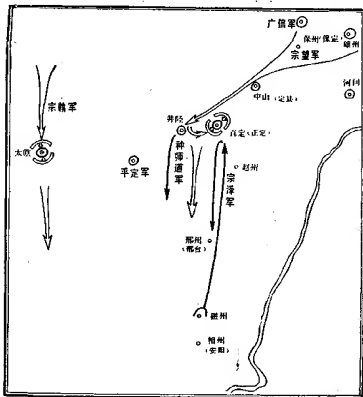 广信军
保州(保定)
雄州
宗望军
河间
中山(定县)
宗翰军
井陉
真定(正定)
太原
平定军
种师道军
赵州
宗泽军
邢州
(邢台)
磁州
相州
(安阳)